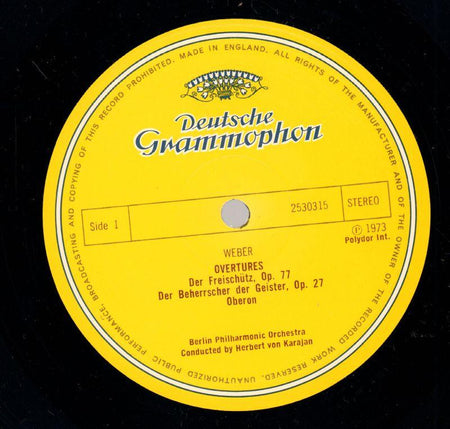 Deutsche
Grammophon
Side 1
2530315
STEREO
℗ 1973
Polydor Int.
WEBER
OVERTURES
Der Freischütz, Op. 77
Der Beherrscher der Geister, Op. 27
Oberon
Berlin Philharmonic Orchestra
Conducted by Herbert von Karajan
MADE IN ENGLAND. ALL RIGHTS OF THE MANUFACTURER AND OF THE OWNER OF THE RECORDED WORK RESERVED. UNAUTHORIZED PUBLIC PERFORMANCE, BROADCASTING AND COPYING OF THIS RECORD PROHIBITED.